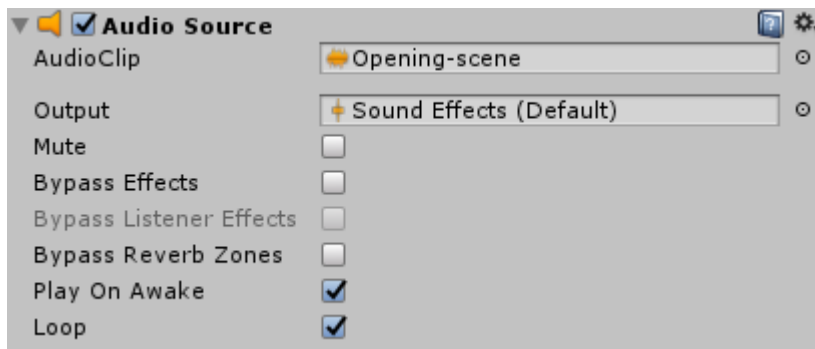 Audio Source
AudioClip Opening-scene
Output Sound Effects (Default)
Mute
Bypass Effects
Bypass Listener Effects
Bypass Reverb Zones
Play On Awake
Loop